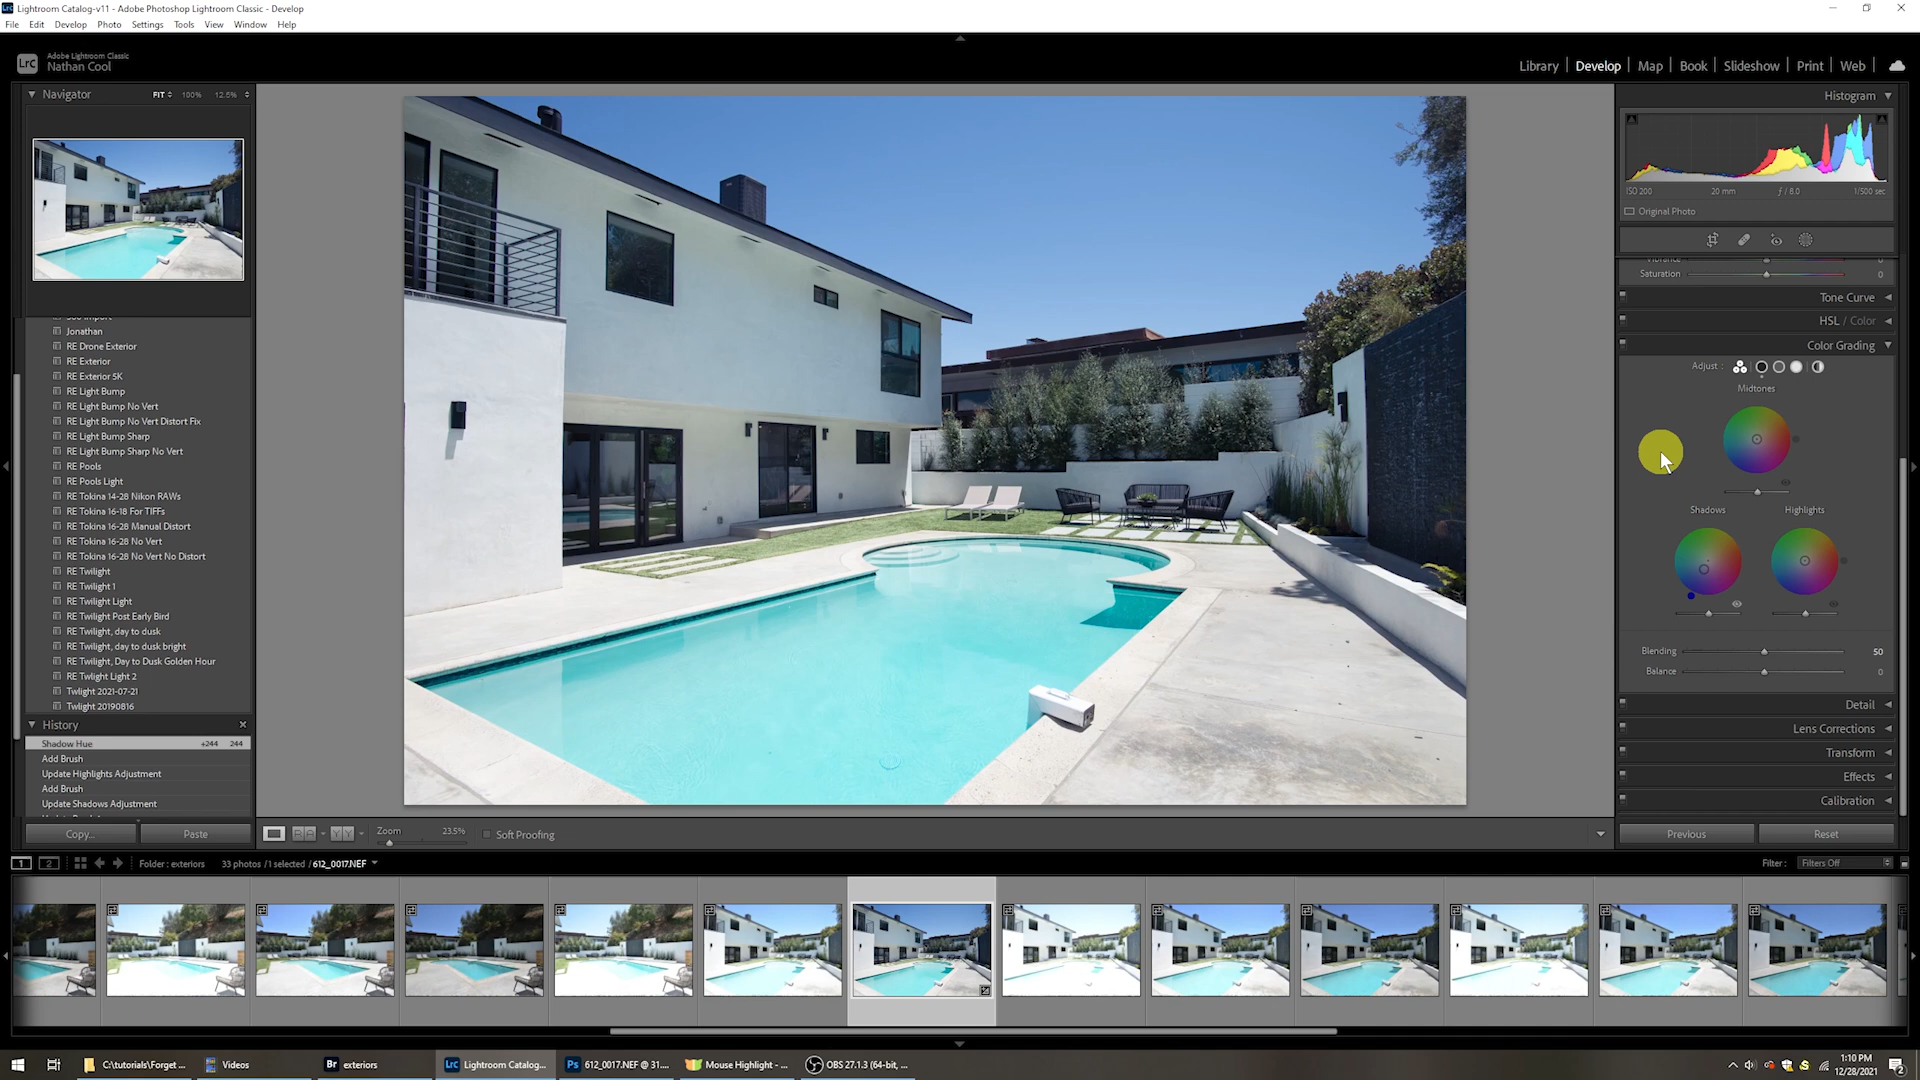 Lightroom Catalog-v11 - Adobe Photoshop Lightroom Classic - Develop
File Edit Develop Photo Settings Tools View Window Help
LrC Adobe Lightroom Classic
Nathan Cool
Library Develop Map Book Slideshow Print Web
Navigator FIT 100% 12.5%
Jonathan
RE Drone Exterior
RE Exterior
RE Exterior SK
RE Light Bump
RE Light Bump No Vert
RE Light Bump No Vert Distort Fix
RE Light Bump Sharp
RE Light Bump Sharp No Vert
RE Pools
RE Pools Light
RE Tokina 14-28 Nikon RAWs
RE Tokina 16-18 For TIFFs
RE Tokina 16-28 Manual Distort
RE Tokina 16-28 No Vert
RE Tokina 16-28 No Vert No Distort
RE Twilight
RE Twilight 1
RE Twilight Light
RE Twilight Post Early Bird
RE Twilight, day to dusk
RE Twilight, day to dusk bright
RE Twilight, Day to Dusk Golden Hour
RE Twilight Light 2
Twlight 2021-07-21
Twlight 20190816
History
Shadow Hue +244 244
Add Brush
Update Highlights Adjustment
Add Brush
Update Shadows Adjustment
Copy... Paste
Histogram
ISO 200 20 mm ƒ / 8.0 1/500 sec
Original Photo
Vibrance 0
Saturation 0
Tone Curve
HSL / Color
Color Grading
Adjust :
Midtones
Shadows Highlights
Blending 50
Balance 0
Detail
Lens Corrections
Transform
Effects
Calibration
Previous Reset
Zoom 23.5% Soft Proofing
1 2 Folder : exteriors 33 photos / 1 selected / 612_0017.NEF
Filter : Filters Off
C:\tutorials\Forget ... Videos Br exteriors LrC Lightroom Catalog... Ps 612_0017.NEF @ 31.... Mouse Highlight - ... OBS 27.1.3 (64-bit, ...
1:10 PM
12/28/2021
2